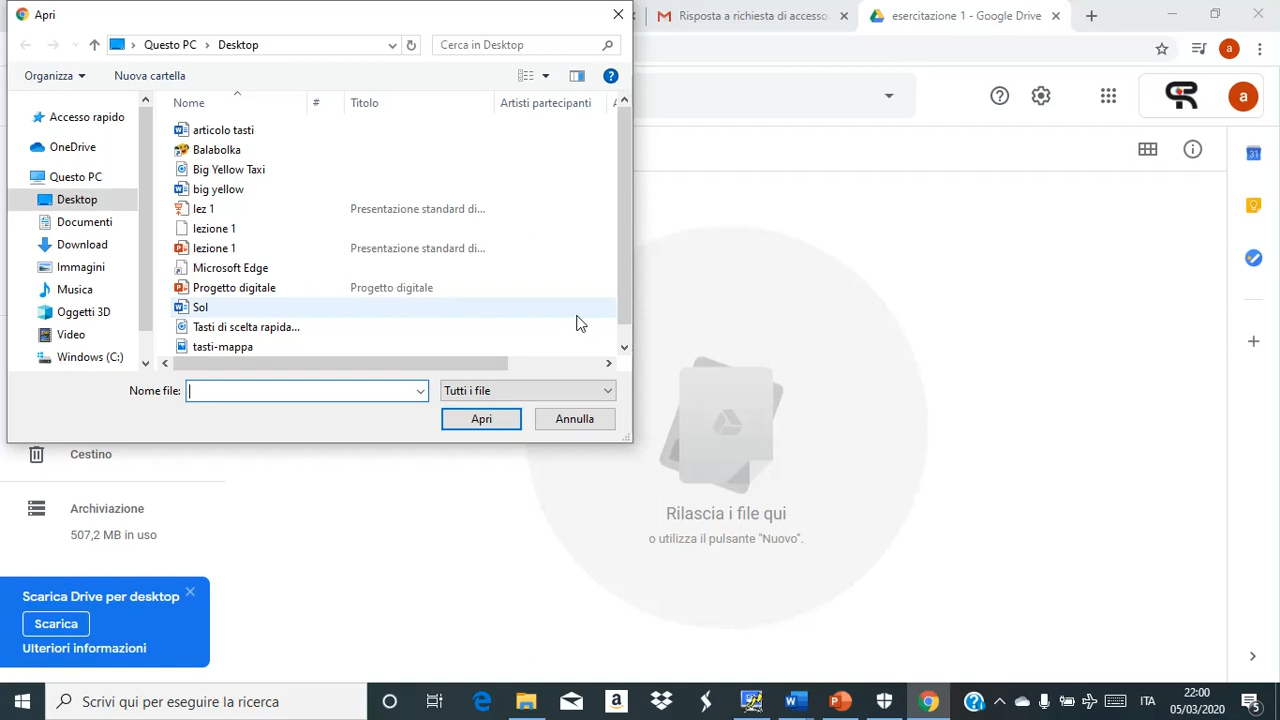 Apri
Risposta a richiesta di accesso.
esercitazione 1 - Google Drive
Questo PC
Desktop
Cerca in Desktop
a
Organizza
Nuova cartella
Nome
#
Titolo
Artisti partecipanti
a
Accesso rapido
OneDrive
Questo PC
Desktop
Documenti
Download
Immagini
Musica
Oggetti 3D
Video
Windows (C:)
articolo tasti
Balabolka
Big Yellow Taxi
big yellow
lez 1
Presentazione standard di...
lezione 1
lezione 1
Presentazione standard di...
Microsoft Edge
Progetto digitale
Progetto digitale
Sol
Tasti di scelta rapida...
tasti-mappa
31
Nome file:
Tutti i file
Apri
Annulla
Cestino
Archiviazione
507,2 MB in uso
Rilascia i file qui
o utilizza il pulsante "Nuovo".
Scarica Drive per desktop
Scarica
Ulteriori informazioni
Scrivi qui per eseguire la ricerca
ITA
22:00
05/03/2020
5